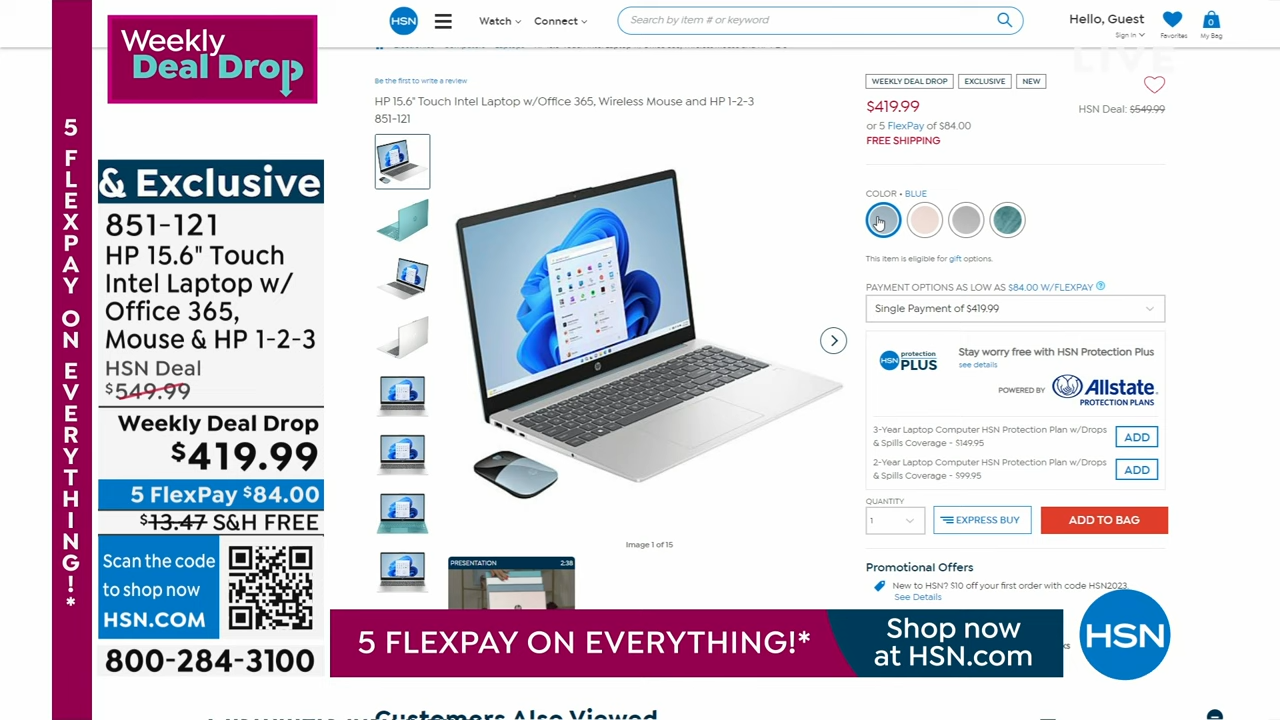 Weekly
Deal Drop
5 FLEXPAY ON EVERYTHING!*
& Exclusive
851-121
HP 15.6" Touch
Intel Laptop w/
Office 365,
Mouse & HP 1-2-3
HSN Deal
$549.99
Weekly Deal Drop
$419.99
5 FlexPay $84.00
$13.47 S&H FREE
Scan the code
to shop now
HSN.COM
800-284-3100
HSN
Watch
Connect
Search by item # or keyword
Hello, Guest
Sign In
Favorites
0
My Bag
LIVE
Be the first to write a review
HP 15.6" Touch Intel Laptop w/Office 365, Wireless Mouse and HP 1-2-3
851-121
Image 1 of 15
PRESENTATION
2:38
WEEKLY DEAL DROP
EXCLUSIVE
NEW
$419.99
HSN Deal: $549.99
or 5 FlexPay of $84.00
FREE SHIPPING
COLOR • BLUE
This item is eligible for gift options.
PAYMENT OPTIONS AS LOW AS $84.00 W/FLEXPAY ?
Single Payment of $419.99
HSN protection PLUS
Stay worry free with HSN Protection Plus
see details
POWERED BY
Allstate
PROTECTION PLANS
3-Year Laptop Computer HSN Protection Plan w/Drops
& Spills Coverage - $149.95
ADD
2-Year Laptop Computer HSN Protection Plan w/Drops
& Spills Coverage - $99.95
ADD
QUANTITY
1
EXPRESS BUY
ADD TO BAG
Promotional Offers
New to HSN? $10 off your first order with code HSN2023.
See Details
5 FLEXPAY ON EVERYTHING!*
Shop now
at HSN.com
HSN
Customers Also Viewed